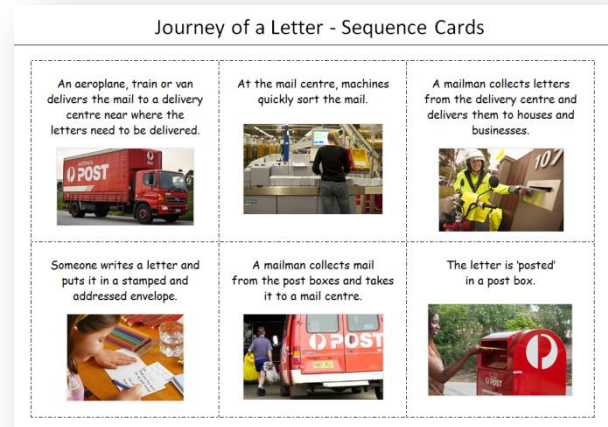 Journey of a Letter - Sequence Cards
An aeroplane, train or van
delivers the mail to a delivery
centre near where the
letters need to be delivered.
POST
At the mail centre, machines
quickly sort the mail.
A mailman collects letters
from the delivery centre and
delivers them to houses and
businesses.
107
Someone writes a letter and
puts it in a stamped and
addressed envelope.
A mailman collects mail
from the post boxes and takes
it to a mail centre.
POST
The letter is 'posted'
in a post box.
POST